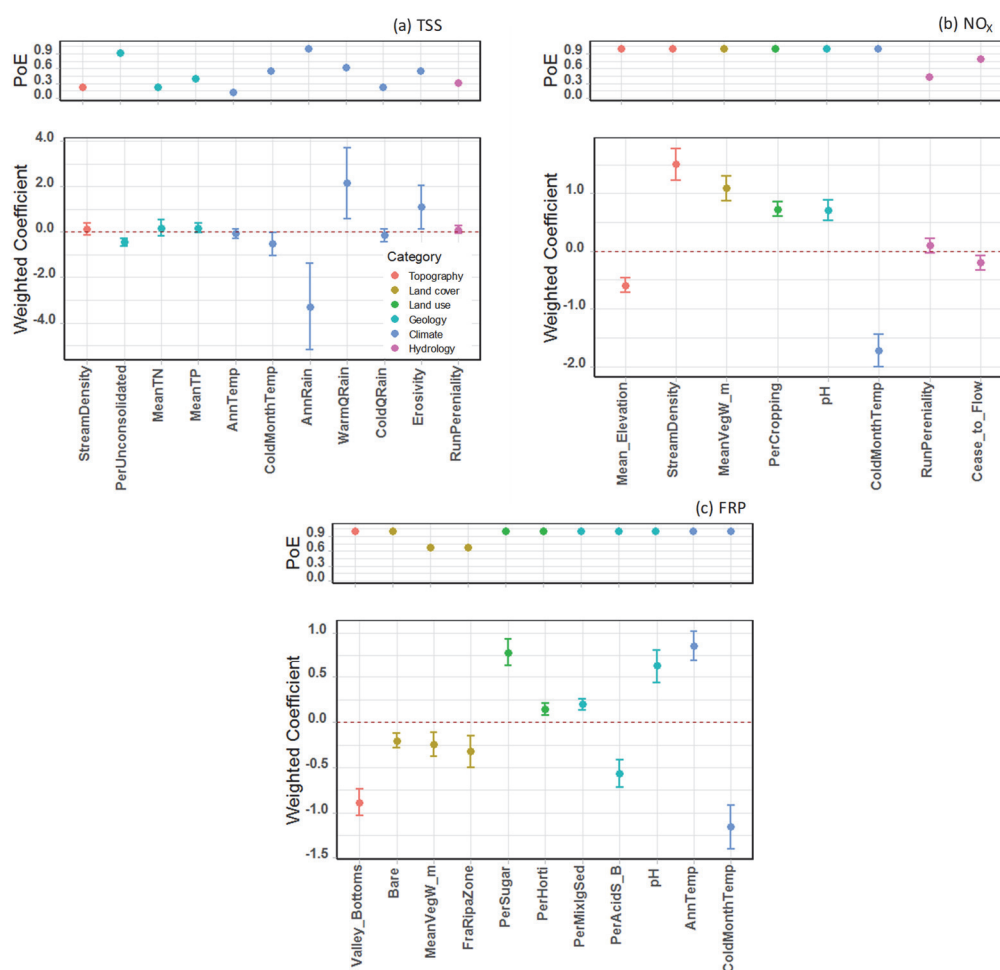 (a) TSS
PoE
0.9
0.6
0.3
0.0
Weighted Coefficient
4.0
2.0
0.0
-2.0
-4.0
Category
Topography
Land cover
Land use
Geology
Climate
Hydrology
StreamDensity
PerUnconsolidated
MeanTN
MeanTP
AnnTemp
ColdMonthTemp
AnnRain
WarmQRain
ColdQRain
Erosivity
RunPereniality
(b) NOX
PoE
0.9
0.6
0.3
0.0
Weighted Coefficient
1.0
0.0
-1.0
-2.0
Mean_Elevation
StreamDensity
MeanVegW_m
PerCropping
pH
ColdMonthTemp
RunPereniality
Cease_to_Flow
(c) FRP
PoE
0.9
0.6
0.3
0.0
Weighted Coefficient
1.0
0.5
0.0
-0.5
-1.0
-1.5
Valley_Bottoms
Bare
MeanVegW_m
FraRipaZone
PerSugar
PerHorti
PerMixIgSed
PerAcidS_B
pH
AnnTemp
ColdMonthTemp